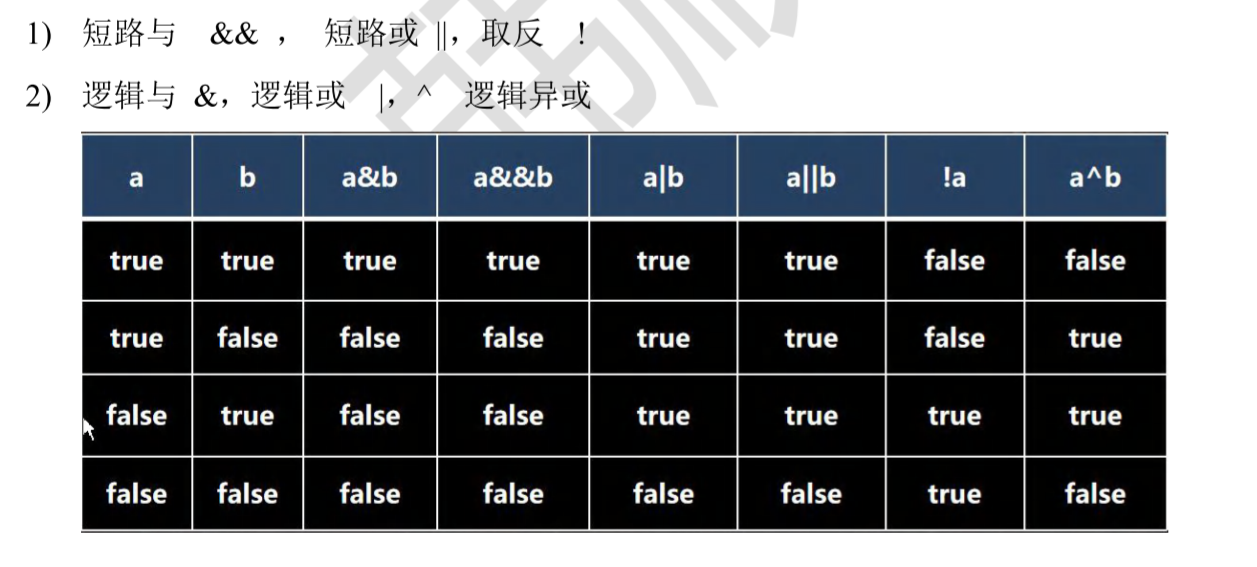 1) 短路与 && ， 短路或 ||，取反 !
2) 逻辑与 &，逻辑或 |，^ 逻辑异或
a b a&b a&&b a|b a||b !a a^b
true true true true true true false false
true false false false true true false true
false true false false true true true true
false false false false false false true false